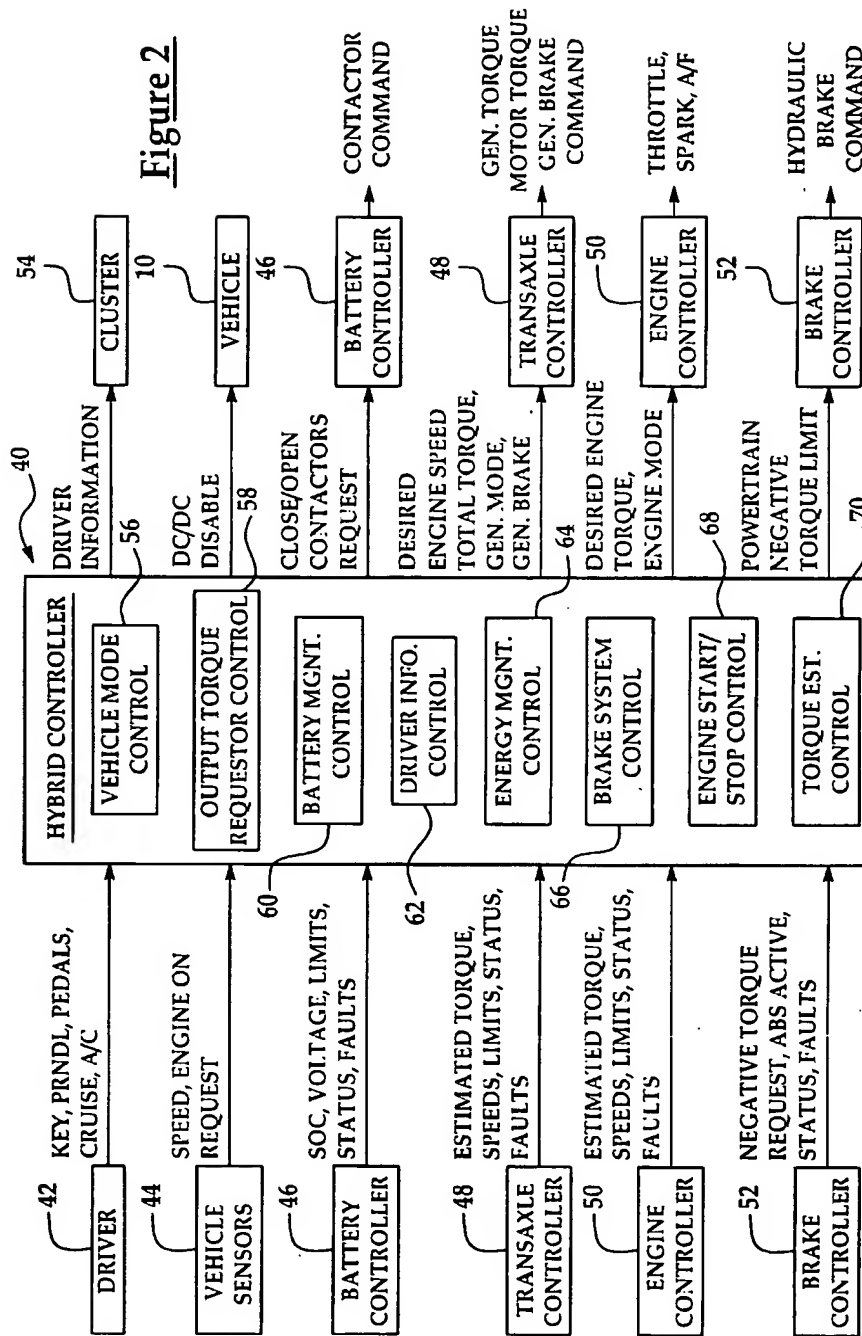 Figure 2
40
HYBRID CONTROLLER
42
DRIVER
KEY, PRNDL, PEDALS,
CRUISE, A/C
44
VEHICLE
SENSORS
SPEED, ENGINE ON
REQUEST
46
BATTERY
CONTROLLER
SOC, VOLTAGE, LIMITS,
STATUS, FAULTS
48
TRANSAXLE
CONTROLLER
ESTIMATED TORQUE,
SPEEDS, LIMITS, STATUS,
FAULTS
50
ENGINE
CONTROLLER
ESTIMATED TORQUE,
SPEEDS, LIMITS, STATUS,
FAULTS
52
BRAKE
CONTROLLER
NEGATIVE TORQUE
REQUEST, ABS ACTIVE,
STATUS, FAULTS
VEHICLE MODE
CONTROL
56
OUTPUT TORQUE
REQUESTOR CONTROL
58
BATTERY MGNT.
CONTROL
60
DRIVER INFO.
CONTROL
62
ENERGY MGNT.
CONTROL
64
BRAKE SYSTEM
CONTROL
66
ENGINE START/
STOP CONTROL
68
TORQUE EST.
CONTROL
70
DRIVER
INFORMATION
54
CLUSTER
DC/DC
DISABLE
10
VEHICLE
CLOSE/OPEN
CONTACTORS
REQUEST
46
BATTERY
CONTROLLER
CONTACTOR
COMMAND
DESIRED
ENGINE SPEED
TOTAL TORQUE,
GEN. MODE,
GEN. BRAKE
48
TRANSAXLE
CONTROLLER
GEN. TORQUE
MOTOR TORQUE
GEN. BRAKE
COMMAND
DESIRED ENGINE
TORQUE,
ENGINE MODE
50
ENGINE
CONTROLLER
THROTTLE,
SPARK, A/F
POWERTRAIN
NEGATIVE
TORQUE LIMIT
52
BRAKE
CONTROLLER
HYDRAULIC
BRAKE
COMMAND